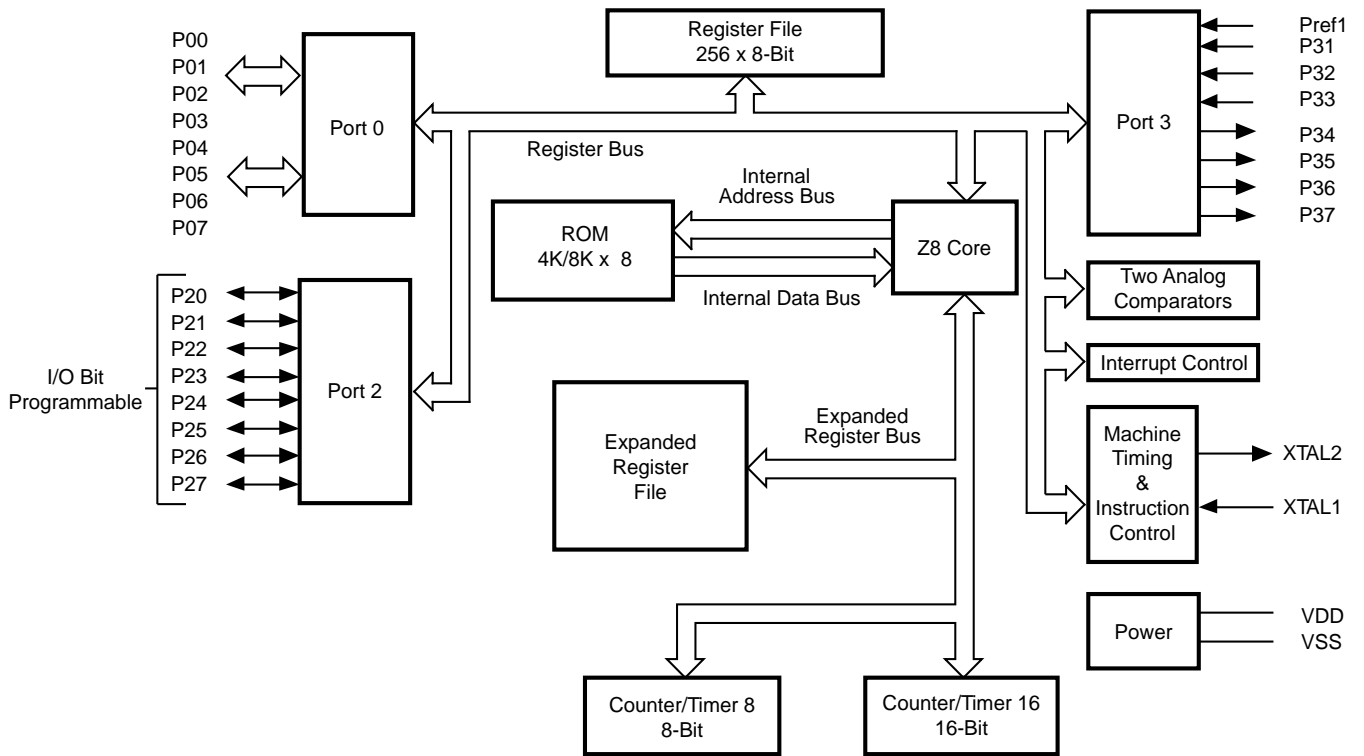 P00
P01
P02
P03
P04
P05
P06
P07
Port 0
Register File
256 x 8-Bit
Register Bus
Port 3
Pref1
P31
P32
P33
P34
P35
P36
P37
Internal
Address Bus
ROM
4K/8K x 8
Z8 Core
Internal Data Bus
Two Analog
Comparators
Interrupt Control
I/O Bit
Programmable
P20
P21
P22
P23
P24
P25
P26
P27
Port 2
Expanded
Register
File
Expanded
Register Bus
Machine
Timing
&
Instruction
Control
XTAL2
XTAL1
Power
VDD
VSS
Counter/Timer 8
8-Bit
Counter/Timer 16
16-Bit